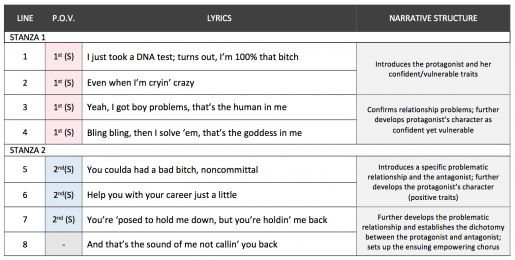 LINE P.O.V. LYRICS NARRATIVE STRUCTURE
STANZA 1
1 1st (S) I just took a DNA test; turns out, I'm 100% that bitch
2 1st (S) Even when I'm cryin' crazy
Introduces the protagonist and her
confident/vulnerable traits
3 1st (S) Yeah, I got boy problems, that's the human in me
4 1st (S) Bling bling, then I solve 'em, that's the goddess in me
Confirms relationship problems; further
develops protagonist's character as
confident yet vulnerable
STANZA 2
5 2nd(S) You coulda had a bad bitch, noncommittal
6 2nd(S) Help you with your career just a little
Introduces a specific problematic
relationship and the antagonist; further
develops the protagonist's character
(positive traits)
7 2nd (S) You're 'posed to hold me down, but you're holdin' me back
8 - And that's the sound of me not callin' you back
Further develops the problematic
relationship and establishes the dichotomy
between the protagonist and antagonist;
sets up the ensuing empowering chorus